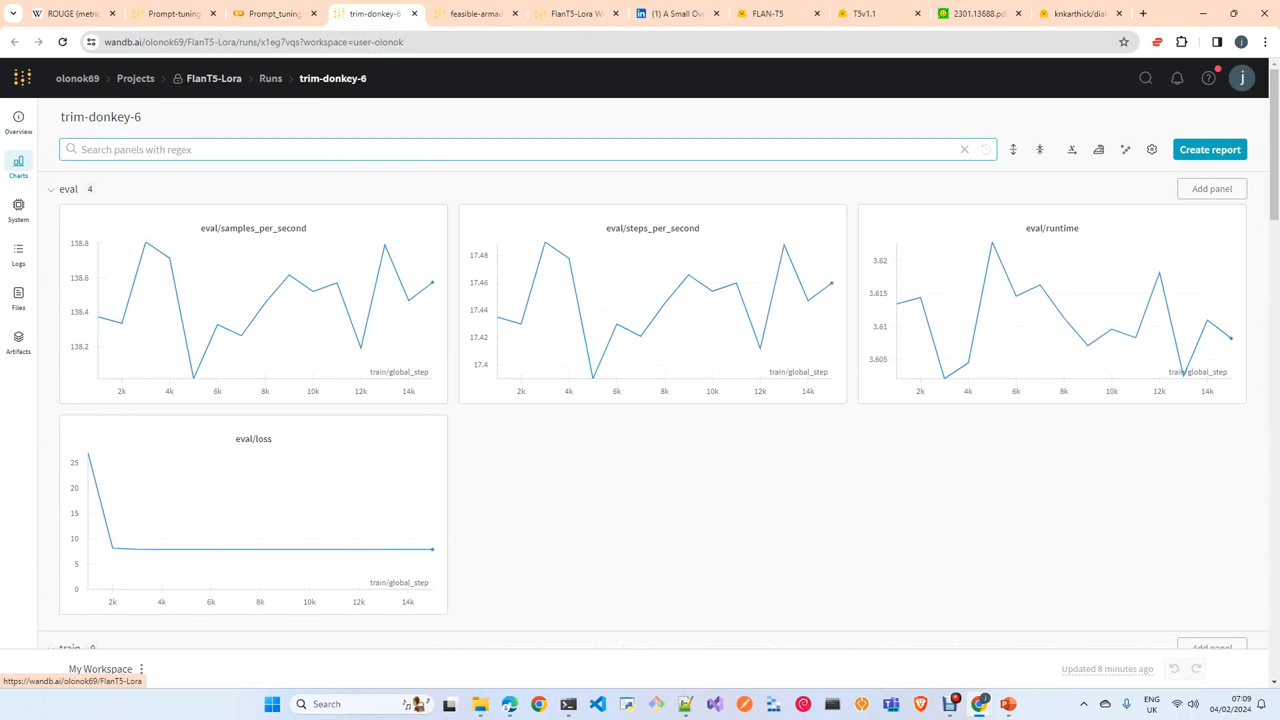 ROUGE (metric
Prompt-tuning
Prompt_tuning
trim-donkey-6
feasible-armad
FlanT5-Lora W
(1) A Small Ove
FLAN-T5
T5v1.1
2301.13688.pdf
knkarthick/dial
wandb.ai/olonok69/FlanT5-Lora/runs/x1eg7vqs?workspace=user-olonok
olonok69 > Projects > FlanT5-Lora > Runs > trim-donkey-6
j
Overview
Charts
System
Logs
Files
Artifacts
trim-donkey-6
Search panels with regex
Create report
eval 4
Add panel
eval/samples_per_second
138.8
138.6
138.4
138.2
train/global_step
2k 4k 6k 8k 10k 12k 14k
eval/steps_per_second
17.48
17.46
17.44
17.42
17.4
train/global_step
2k 4k 6k 8k 10k 12k 14k
eval/runtime
3.62
3.615
3.61
3.605
train/global_step
2k 4k 6k 8k 10k 12k 14k
eval/loss
25
20
15
10
5
0
train/global_step
2k 4k 6k 8k 10k 12k 14k
train 9
Add panel
My Workspace
Updated 8 minutes ago
https://wandb.ai/olonok69/FlanT5-Lora
Search
ENG
UK
07:09
04/02/2024